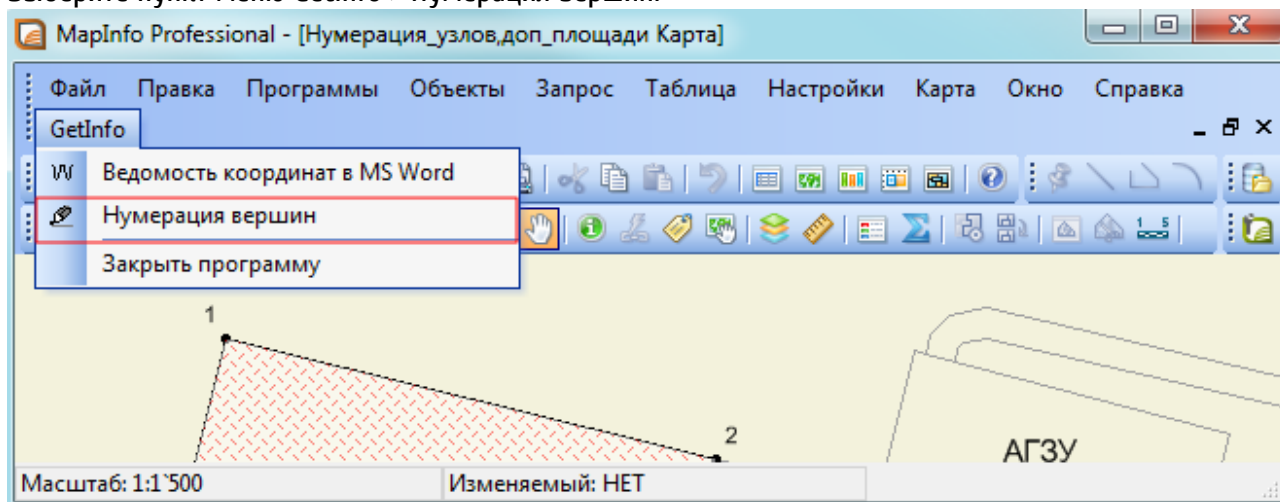 MapInfo Professional - [Нумерация_узлов,доп_площади Карта]
Файл Правка Программы Объекты Запрос Таблица Настройки Карта Окно Справка
GetInfo
W Ведомость координат в MS Word
Нумерация вершин
Закрыть программу
1
2
АГЗУ
Масштаб: 1:1`500 Изменяемый: НЕТ